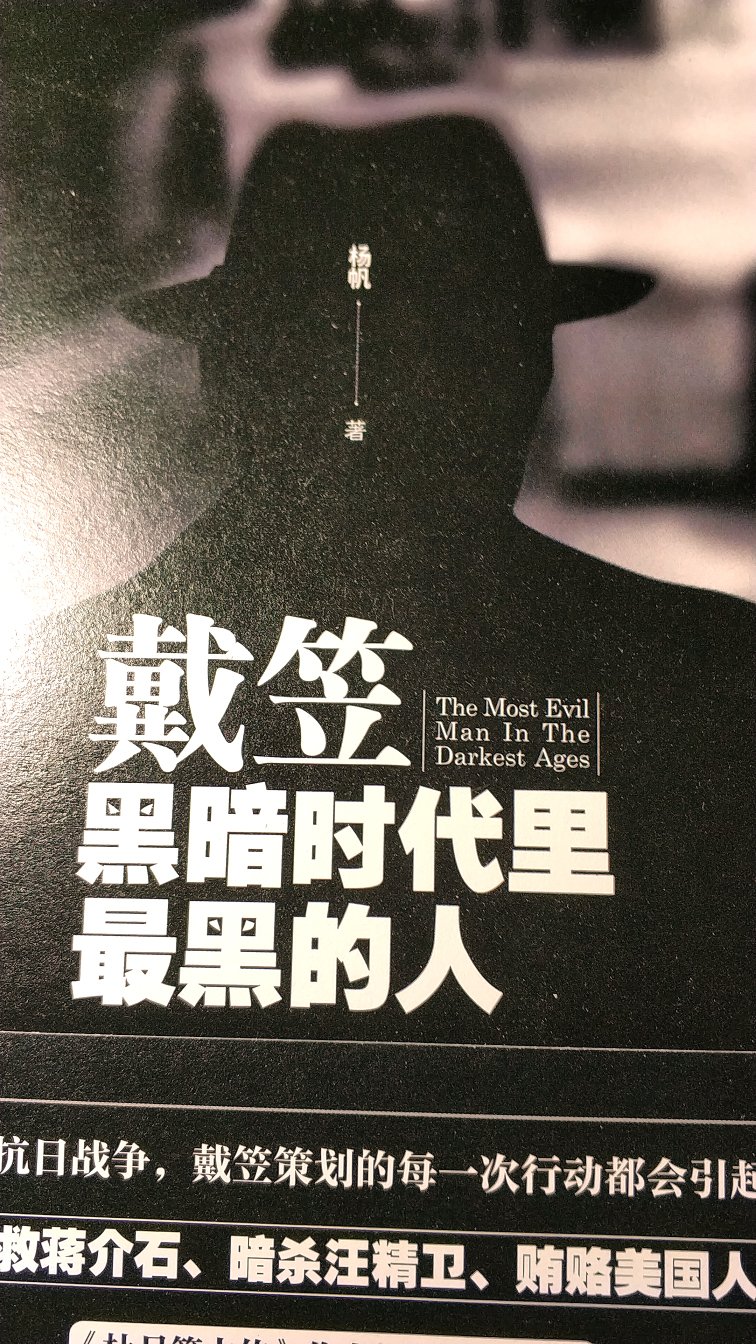 杨帆
著
戴笠
The Most Evil
Man In The
Darkest Ages
黑暗时代里
最黑的人
抗日战争，戴笠策划的每一次行动都会引起
救蒋介石、暗杀汪精卫、贿赂美国人